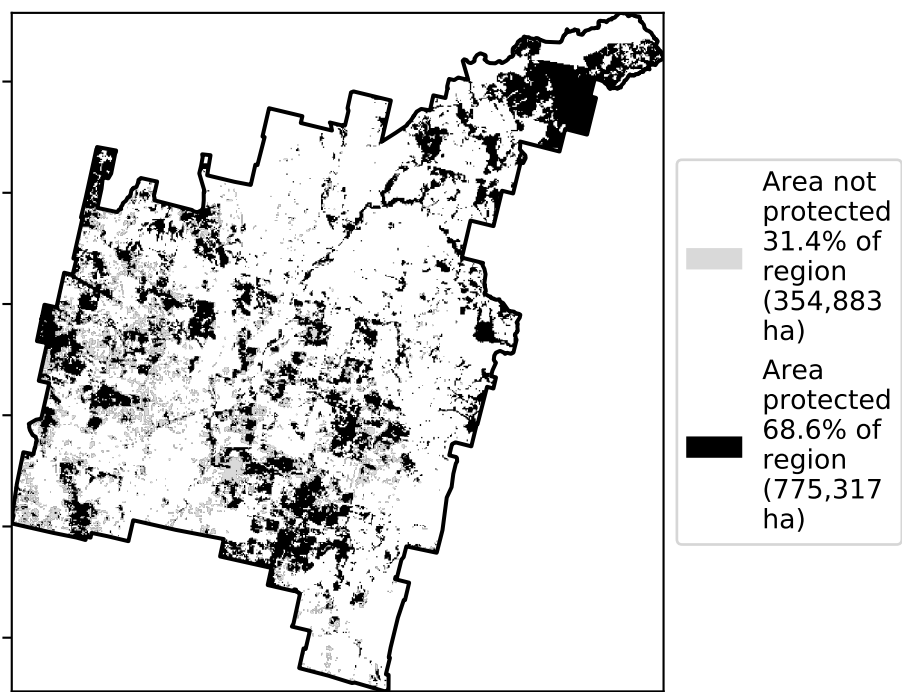 Area not
protected
31.4% of
region
(354,883
ha)
Area
protected
68.6% of
region
(775,317
ha)